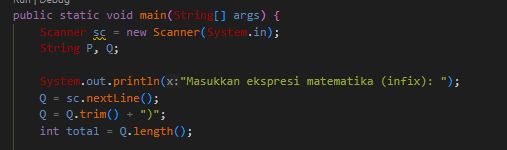 Run | Debug
public static void main(String[] args) {
Scanner sc = new Scanner(System.in);
String P, Q;
System.out.println(x:"Masukkan ekspresi matematika (infix): ");
Q = sc.nextLine();
Q = Q.trim() + ")";
int total = Q.length();